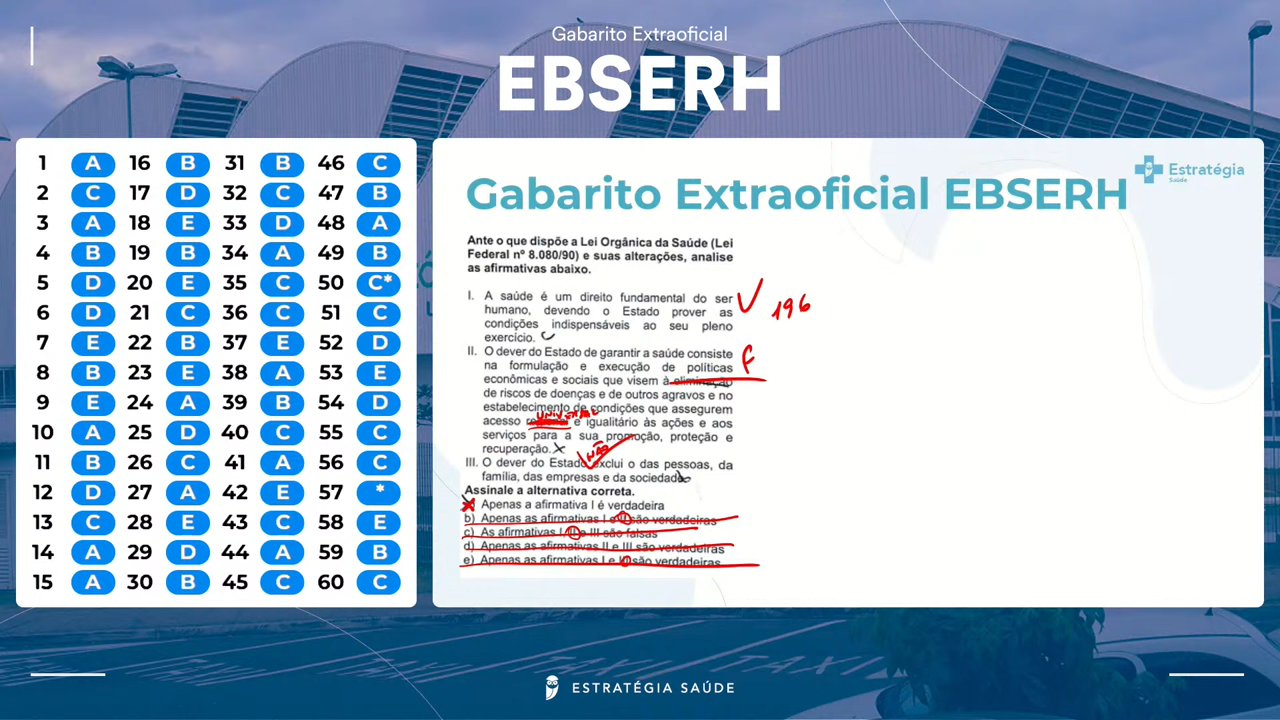 Gabarito Extraoficial
EBSERH
1 A 16 B 31 B 46 C
2 C 17 D 32 C 47 B
3 A 18 E 33 D 48 A
4 B 19 B 34 A 49 B
5 D 20 E 35 C 50 C*
6 D 21 C 36 C 51 C
7 E 22 B 37 E 52 D
8 B 23 E 38 A 53 E
9 E 24 A 39 B 54 D
10 A 25 D 40 C 55 C
11 B 26 C 41 A 56 C
12 D 27 A 42 E 57 *
13 C 28 E 43 C 58 E
14 A 29 D 44 A 59 B
15 A 30 B 45 C 60 C
Estratégia
Saúde
Gabarito Extraoficial EBSERH
Ante o que dispõe a Lei Orgânica da Saúde (Lei
Federal nº 8.080/90) e suas alterações, analise
as afirmativas abaixo.
I. A saúde é um direito fundamental do ser
humano, devendo o Estado prover as
condições indispensáveis ao seu pleno
exercício.
V 196
II. O dever do Estado de garantir a saúde consiste
na formulação e execução de políticas
econômicas e sociais que visem à eliminação
de riscos de doenças e de outros agravos e no
estabelecimento de condições que assegurem
acesso e igualitário às ações e aos
serviços para a sua promoção, proteção e
recuperação.
F
UNIVERSAL
NÃO
III. O dever do Estado exclui o das pessoas, da
família, das empresas e da sociedade
Assinale a alternativa correta.
Apenas a afirmativa I é verdadeira
b) Apenas as afirmativas I e II são verdadeiras
c) As afirmativas I, II e III são falsas
d) Apenas as afirmativas II e III são verdadeiras
e) Apenas as afirmativas I e são verdadeiras
ESTRATÉGIA SAÚDE